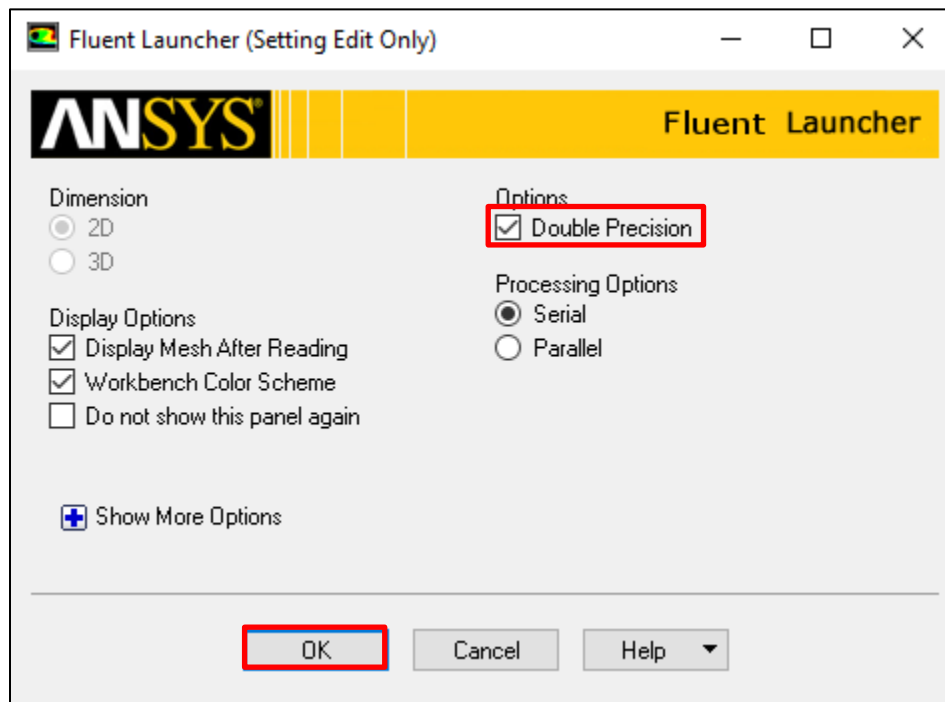 Fluent Launcher (Setting Edit Only)
ANSYS®
Fluent Launcher
Dimension
2D
3D
Display Options
Display Mesh After Reading
Workbench Color Scheme
Do not show this panel again
Show More Options
Options
Double Precision
Processing Options
Serial
Parallel
OK
Cancel
Help